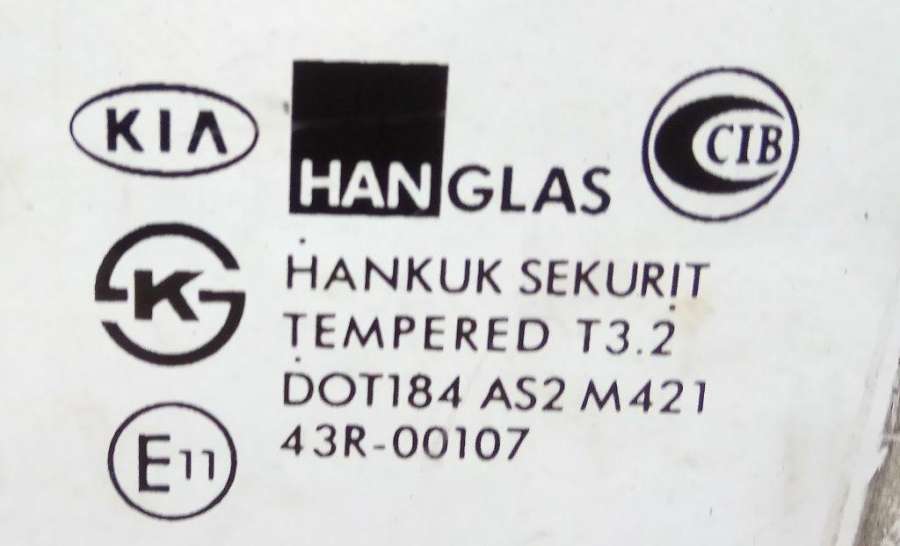 KIA
HANGLAS
CIB
K
HANKUK SEKURIT
TEMPERED T3.2
DOT184 AS2 M421
43R-00107
E11